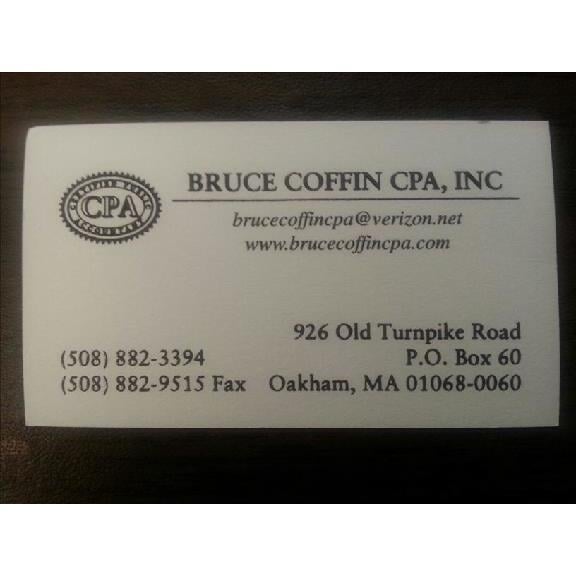 CPA
BRUCE COFFIN CPA, INC
brucecoffincpa@verizon.net
www.brucecoffincpa.com
926 Old Turnpike Road
(508) 882-3394 P.O. Box 60
(508) 882-9515 Fax Oakham, MA 01068-0060